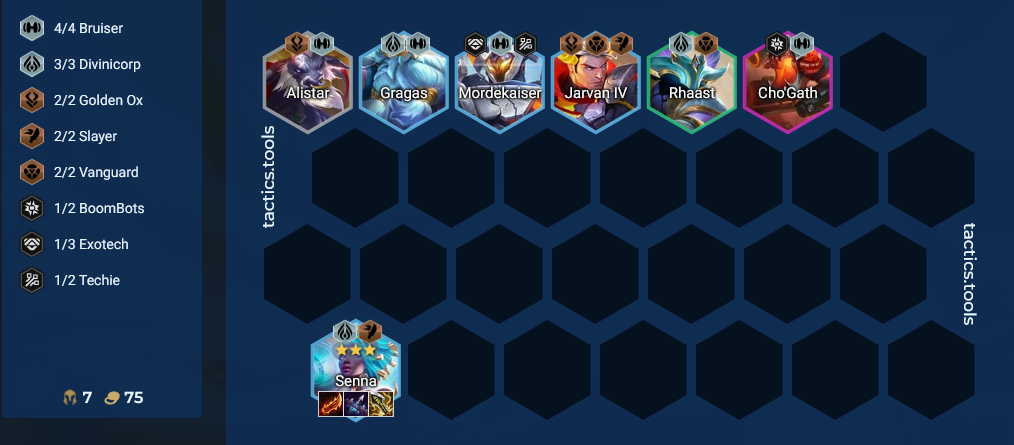 4/4 Bruiser
3/3 Divinicorp
2/2 Golden Ox
2/2 Slayer
2/2 Vanguard
1/2 BoomBots
1/3 Exotech
1/2 Techie
7 75
Alistar
Gragas
Mordekaiser
Jarvan IV
Rhaast
Cho'Gath
tactics.tools
tactics.tools
Senna